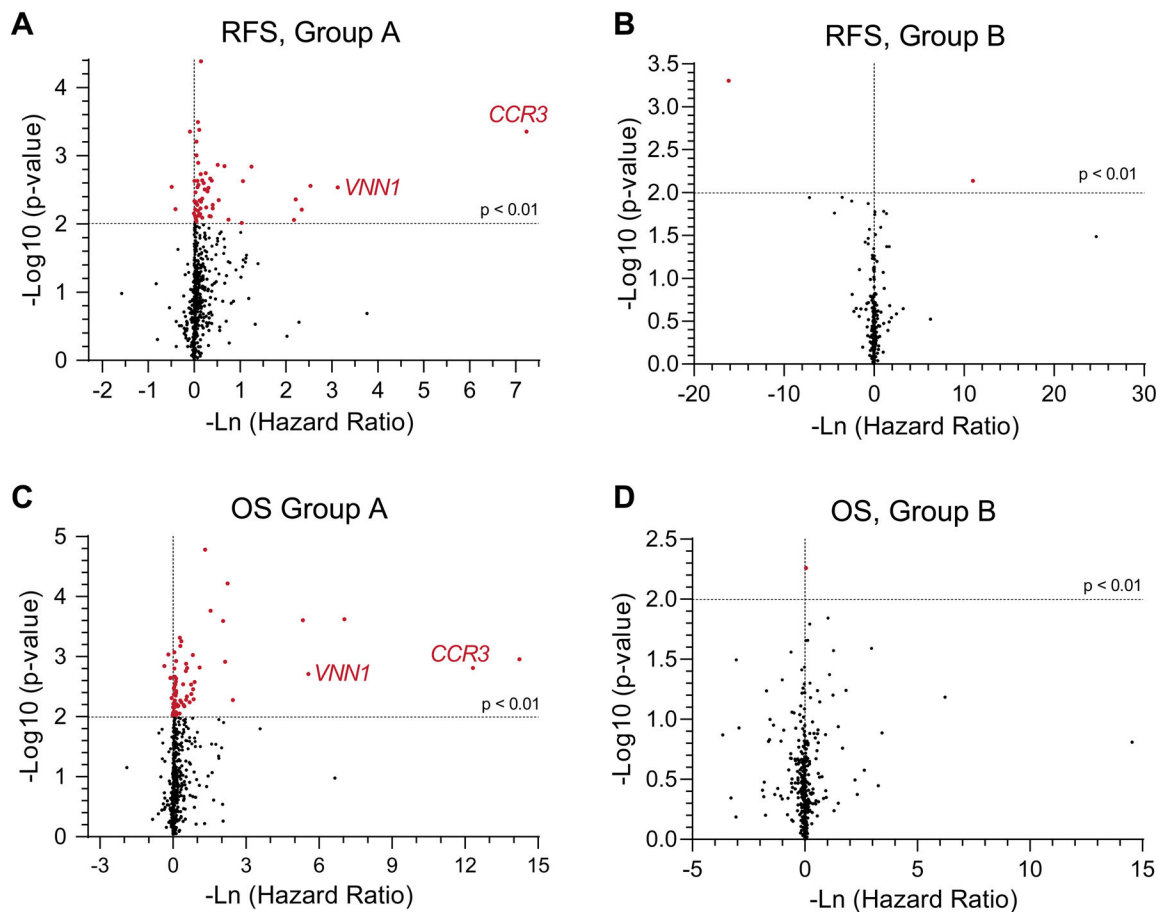 A
RFS, Group A
-Log10 (p-value)
4
3
2
1
0
CCR3
VNN1
p < 0.01
-2 -1 0 1 2 3 4 5 6 7
-Ln (Hazard Ratio)
B
RFS, Group B
-Log10 (p-value)
3.5
3.0
2.5
2.0
1.5
1.0
0.5
0.0
p < 0.01
-20 -10 0 10 20 30
-Ln (Hazard Ratio)
C
OS Group A
-Log10 (p-value)
5
4
3
2
1
0
CCR3
VNN1
p < 0.01
-3 0 3 6 9 12 15
-Ln (Hazard Ratio)
D
OS, Group B
-Log10 (p-value)
2.5
2.0
1.5
1.0
0.5
0.0
p < 0.01
-5 0 5 10 15
-Ln (Hazard Ratio)